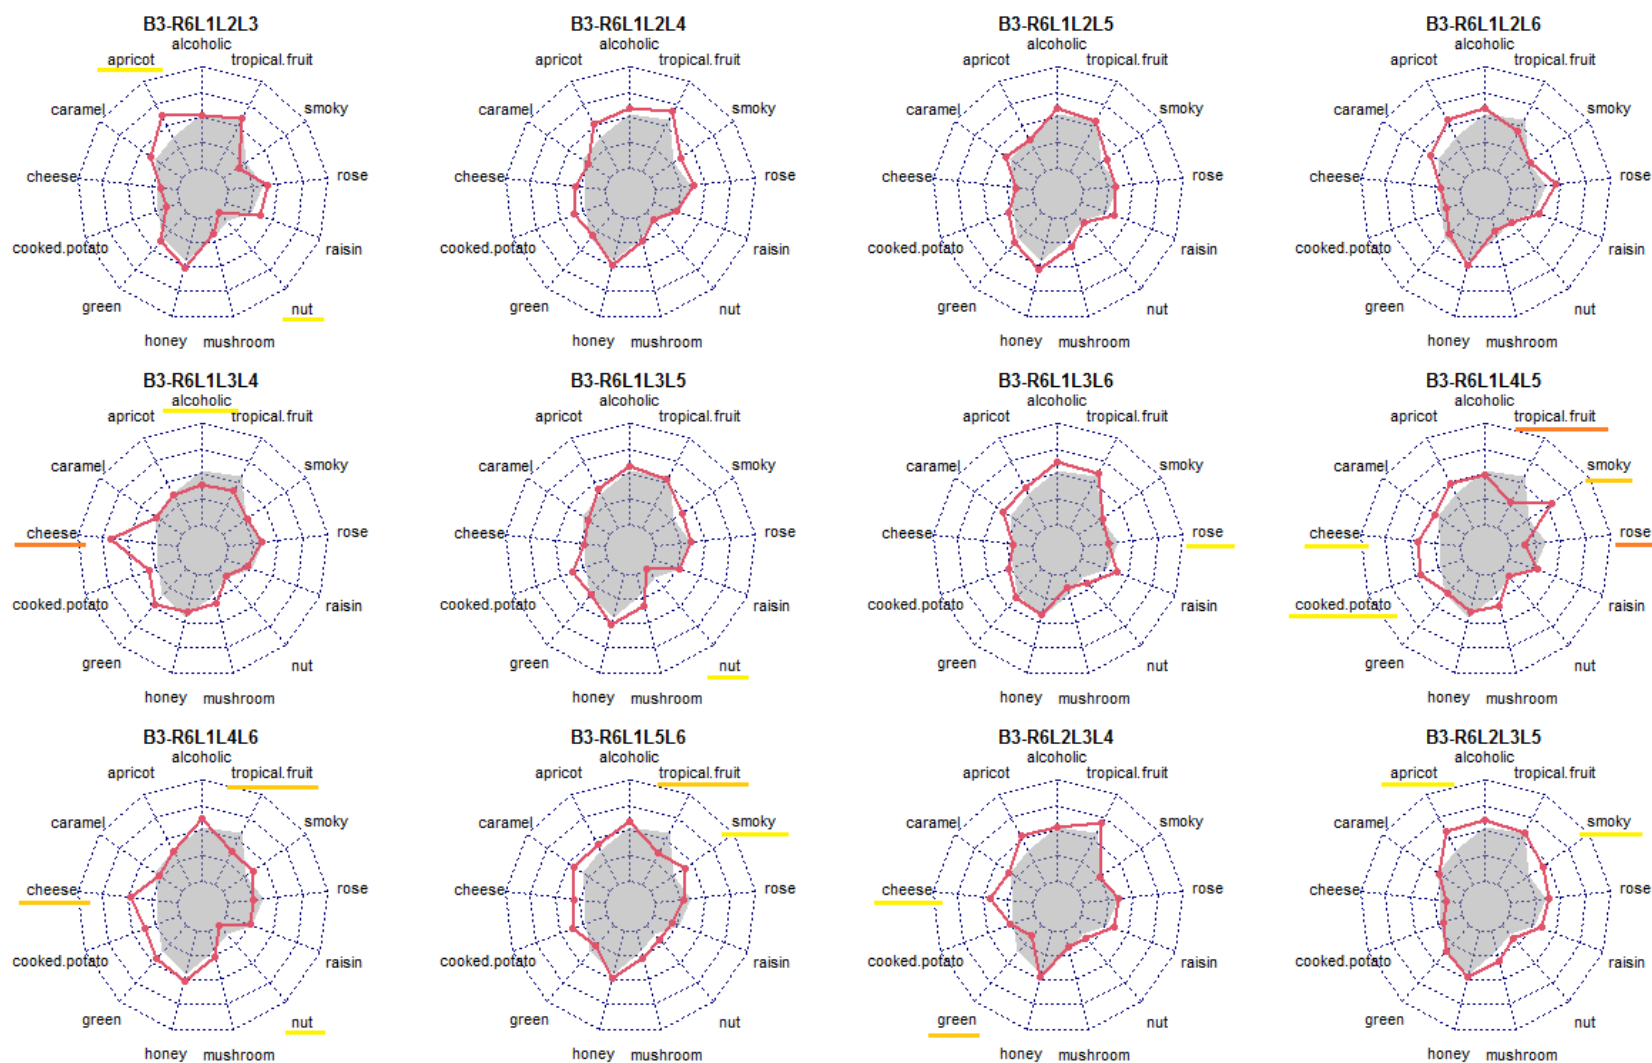 B3-R6L1L2L3
alcoholic
apricot
tropical.fruit
caramel
smoky
cheese
rose
cooked.potato
raisin
green
nut
honey
mushroom
B3-R6L1L2L4
alcoholic
apricot
tropical.fruit
caramel
smoky
cheese
rose
cooked.potato
raisin
green
nut
honey
mushroom
B3-R6L1L2L5
alcoholic
apricot
tropical.fruit
caramel
smoky
cheese
rose
cooked.potato
raisin
green
nut
honey
mushroom
B3-R6L1L2L6
alcoholic
apricot
tropical.fruit
caramel
smoky
cheese
rose
cooked.potato
raisin
green
nut
honey
mushroom
B3-R6L1L3L4
alcoholic
apricot
tropical.fruit
caramel
smoky
cheese
rose
cooked.potato
raisin
green
nut
honey
mushroom
B3-R6L1L3L5
alcoholic
apricot
tropical.fruit
caramel
smoky
cheese
rose
cooked.potato
raisin
green
nut
honey
mushroom
B3-R6L1L3L6
alcoholic
apricot
tropical.fruit
caramel
smoky
cheese
rose
cooked.potato
raisin
green
nut
honey
mushroom
B3-R6L1L4L5
alcoholic
apricot
tropical.fruit
caramel
smoky
cheese
rose
cooked.potato
raisin
green
nut
honey
mushroom
B3-R6L1L4L6
alcoholic
apricot
tropical.fruit
caramel
smoky
cheese
rose
cooked.potato
raisin
green
nut
honey
mushroom
B3-R6L1L5L6
alcoholic
apricot
tropical.fruit
caramel
smoky
cheese
rose
cooked.potato
raisin
green
nut
honey
mushroom
B3-R6L2L3L4
alcoholic
apricot
tropical.fruit
caramel
smoky
cheese
rose
cooked.potato
raisin
green
nut
honey
mushroom
B3-R6L2L3L5
alcoholic
apricot
tropical.fruit
caramel
smoky
cheese
rose
cooked.potato
raisin
green
nut
honey
mushroom